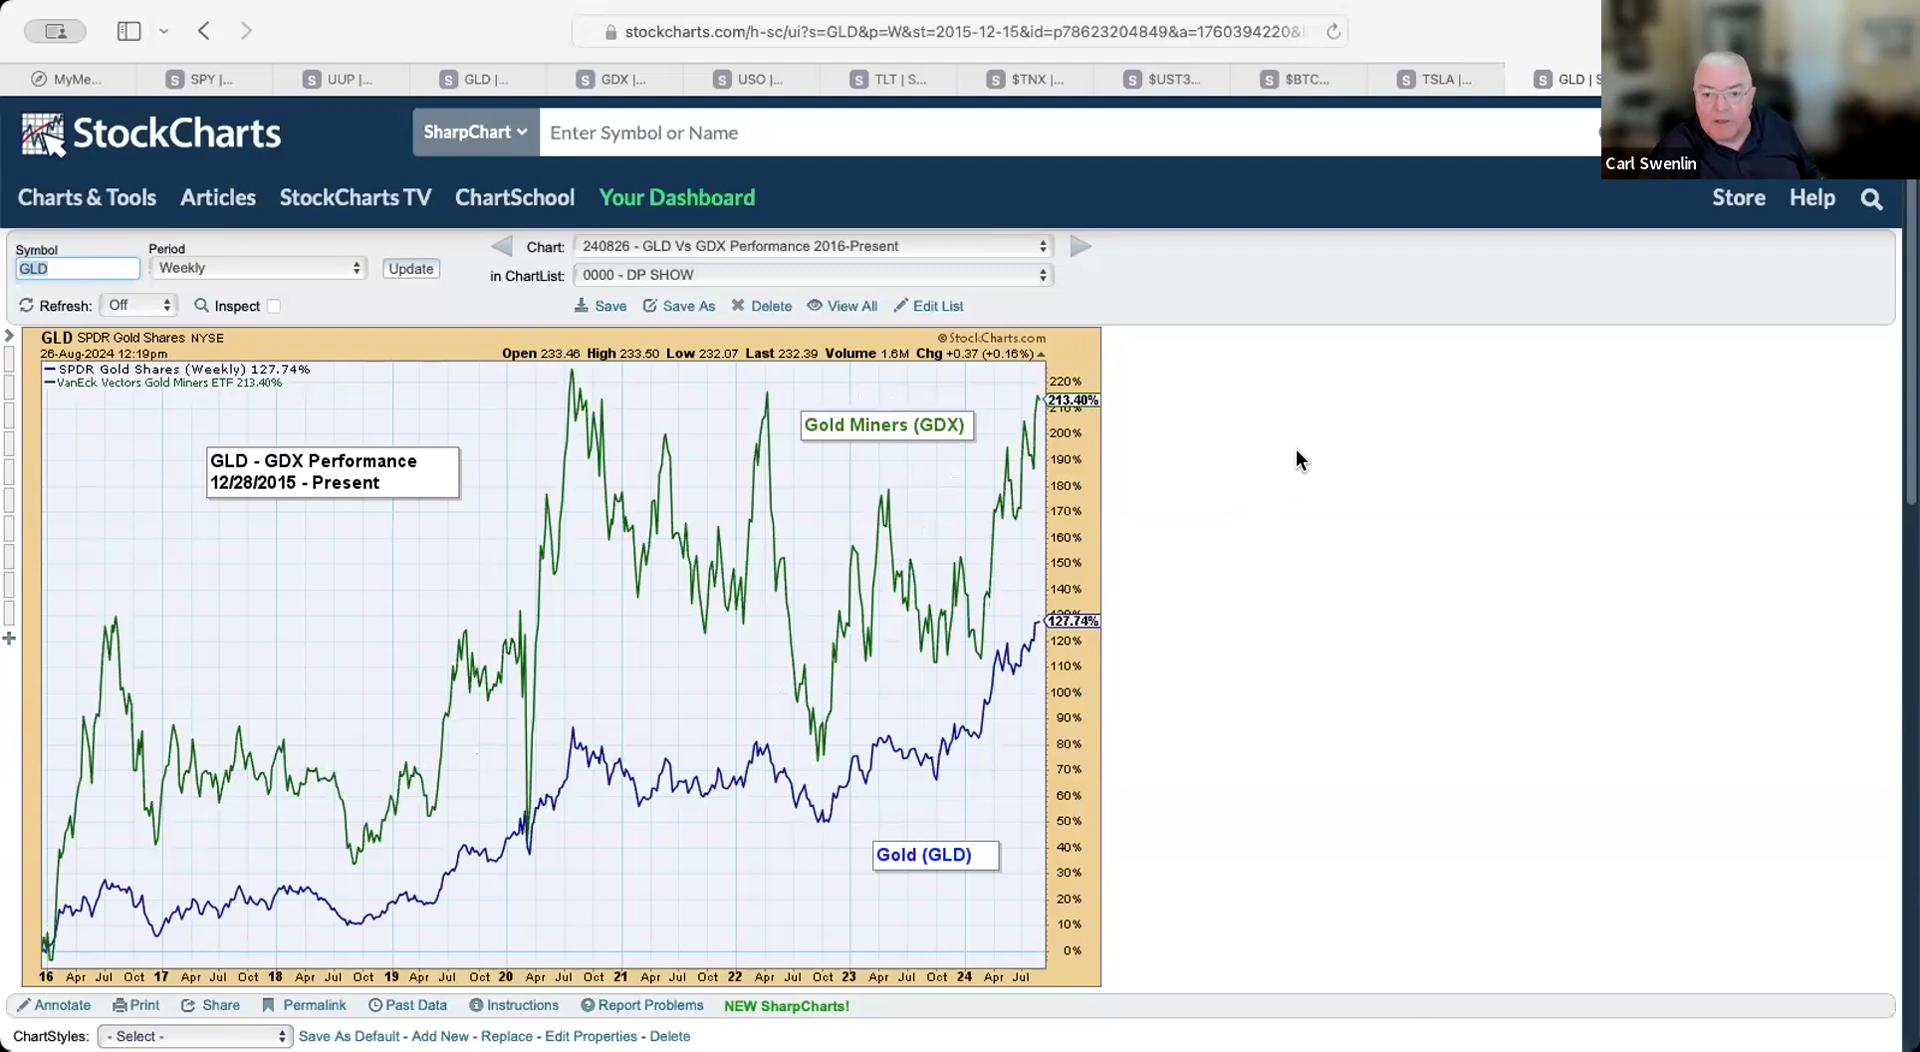 stockcharts.com/h-sc/ui?s=GLD&p=W&st=2015-12-15&id=p78623204849&a=1760394220&
MyMe... SPY |... UUP |... GLD |... GDX |... USO |... TLT | S... $TNX |... $UST3... $BTC... TSLA |... GLD | S
Carl Swenlin
StockCharts SharpChart Enter Symbol or Name
Charts & Tools Articles StockCharts TV ChartSchool Your Dashboard Store Help
Symbol Period
GLD Weekly Update
Chart: 240826 - GLD Vs GDX Performance 2016-Present
in ChartList: 0000 - DP SHOW
Refresh: Off Inspect Save Save As Delete View All Edit List
GLD SPDR Gold Shares NYSE © StockCharts.com
26-Aug-2024 12:19pm Open 233.46 High 233.50 Low 232.07 Last 232.39 Volume 1.6M Chg +0.37 (+0.16%)
SPDR Gold Shares (Weekly) 127.74%
VanEck Vectors Gold Miners ETF 213.40%
GLD - GDX Performance
12/28/2015 - Present
Gold Miners (GDX)
Gold (GLD)
220%
213.40%
210%
200%
190%
180%
170%
160%
150%
140%
130%
127.74%
120%
110%
100%
90%
80%
70%
60%
50%
40%
30%
20%
10%
0%
16 Apr Jul Oct 17 Apr Jul Oct 18 Apr Jul Oct 19 Apr Jul Oct 20 Apr Jul Oct 21 Apr Jul Oct 22 Apr Jul Oct 23 Apr Jul Oct 24 Apr Jul
Annotate Print Share Permalink Past Data Instructions Report Problems NEW SharpCharts!
ChartStyles: - Select - Save As Default - Add New - Replace - Edit Properties - Delete